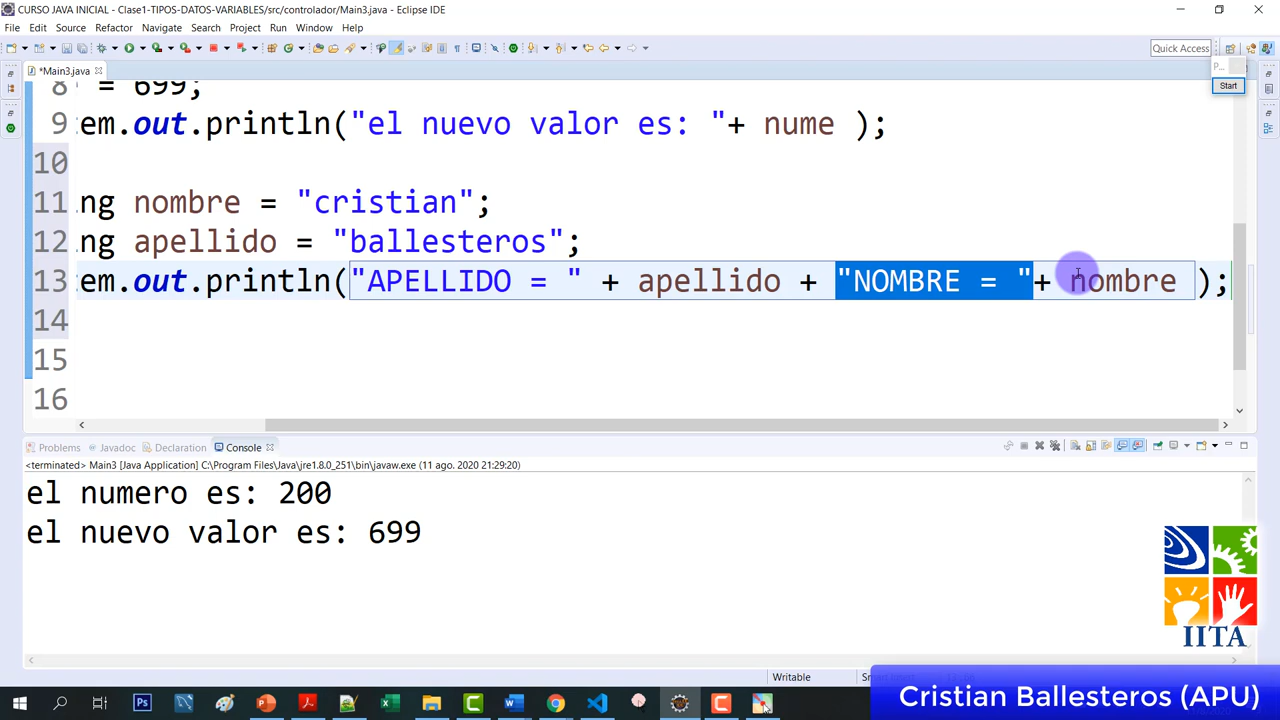 CURSO JAVA INICIAL - Clase1-TIPOS-DATOS-VARIABLES/src/controlador/Main3.java - Eclipse IDE
File Edit Source Refactor Navigate Search Project Run Window Help
Quick Access
*Main3.java
P...
Start
8 = 699;
9 em.out.println("el nuevo valor es: "+ nume );
10
11 ng nombre = "cristian";
12 ng apellido = "ballesteros";
13 tem.out.println("APELLIDO = " + apellido + "NOMBRE = "+ nombre );
14
15
16
Problems Javadoc Declaration Console
<terminated> Main3 [Java Application] C:\Program Files\Java\jre1.8.0_251\bin\javaw.exe (11 ago. 2020 21:29:20)
el numero es: 200
el nuevo valor es: 699
IITA
Writable
Cristian Ballesteros (APU)